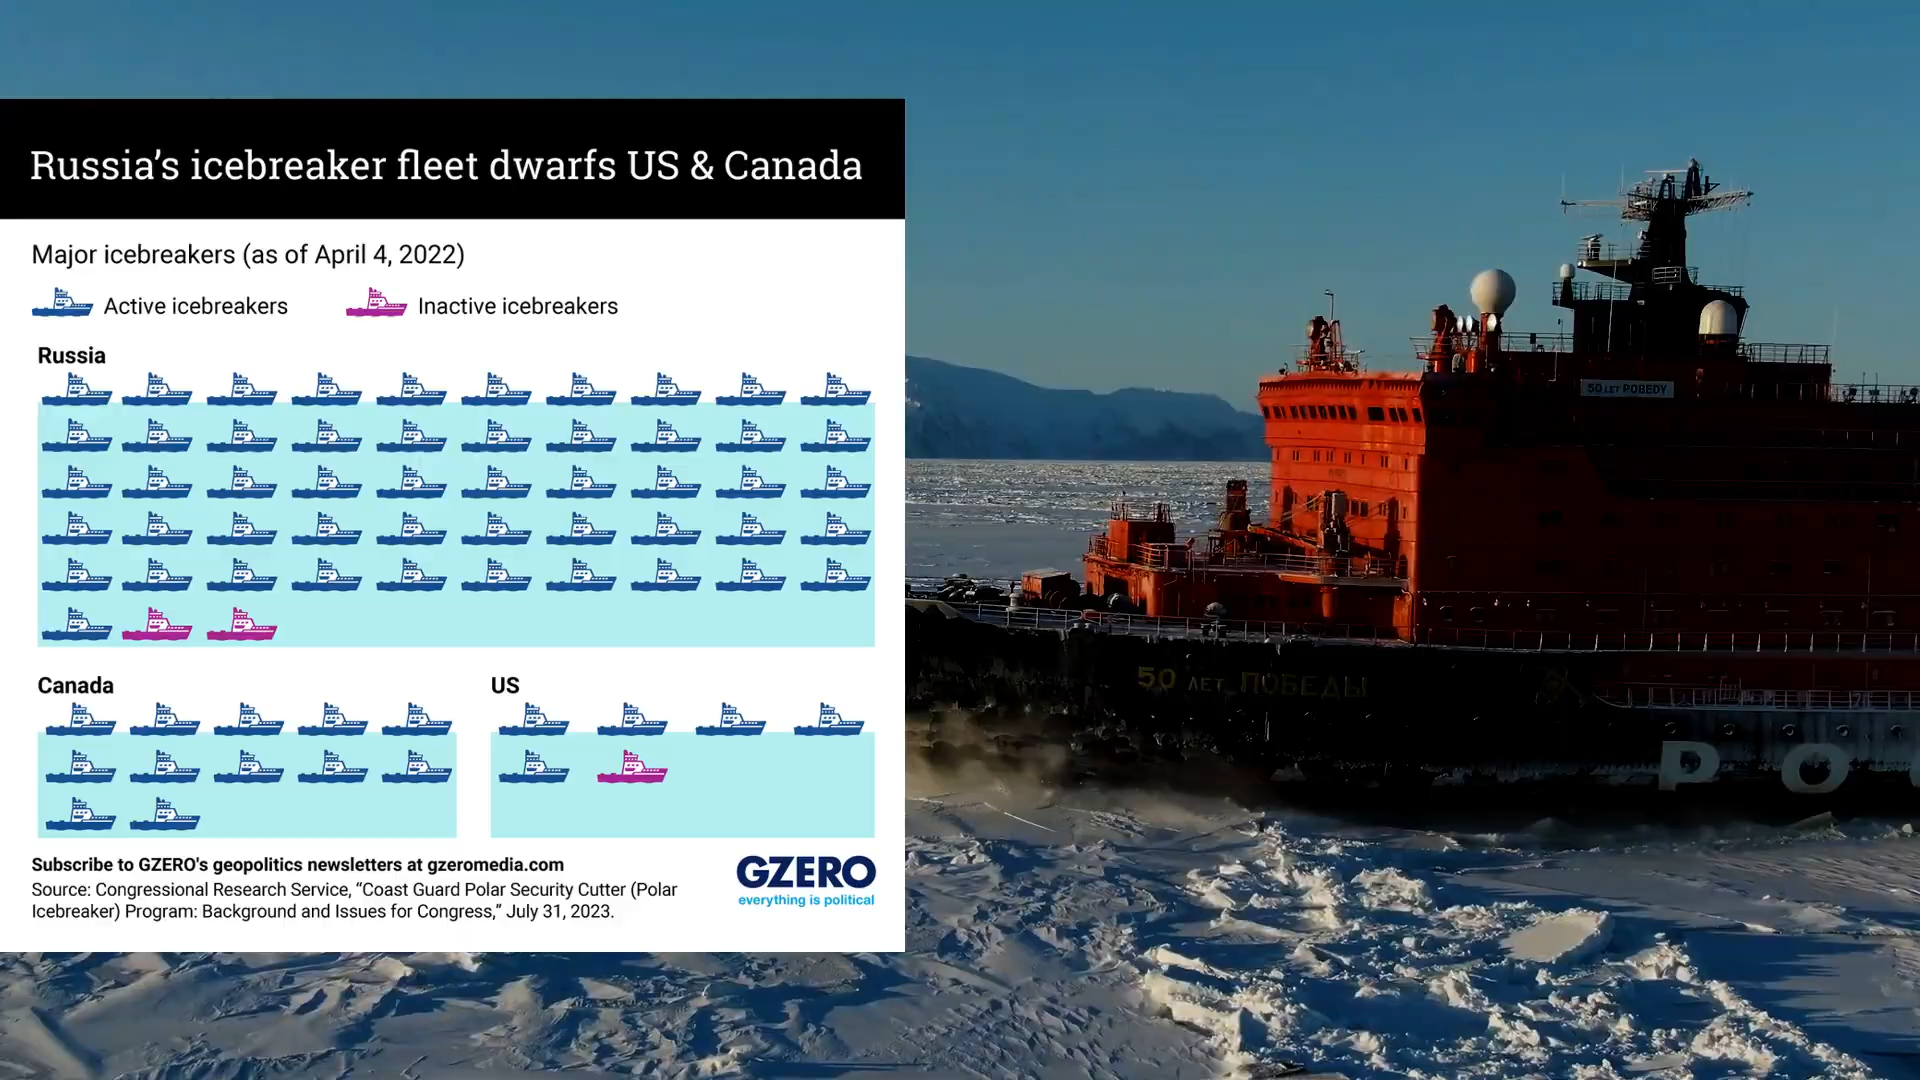 Russia's icebreaker fleet dwarfs US & Canada
Major icebreakers (as of April 4, 2022)
Active icebreakers
Inactive icebreakers
Russia
Canada
US
Subscribe to GZERO's geopolitics newsletters at gzeromedia.com
Source: Congressional Research Service, “Coast Guard Polar Security Cutter (Polar
Icebreaker) Program: Background and Issues for Congress,” July 31, 2023.
GZERO
everything is political
50 LET POBEDY
50 ЛЕТ ПОБЕДЫ
PO